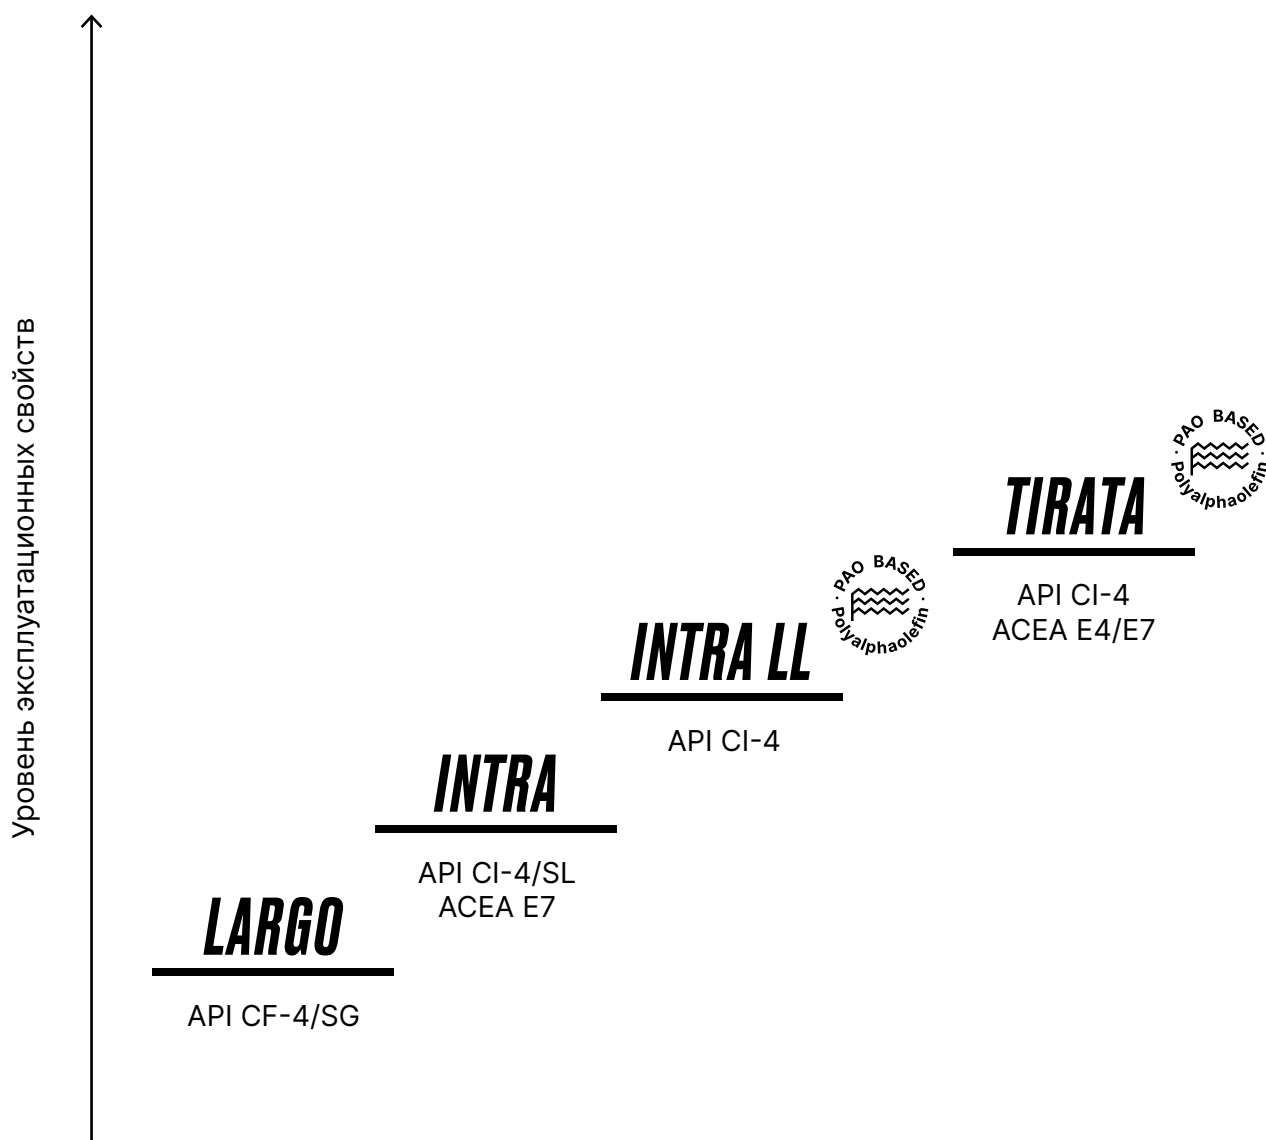 Уровень эксплуатационных свойств
PAO BASED
Polyalphaolefin
TIRATA
API CI-4
ACEA E4/E7
PAO BASED
Polyalphaolefin
INTRA LL
API CI-4
INTRA
API CI-4/SL
ACEA E7
LARGO
API CF-4/SG